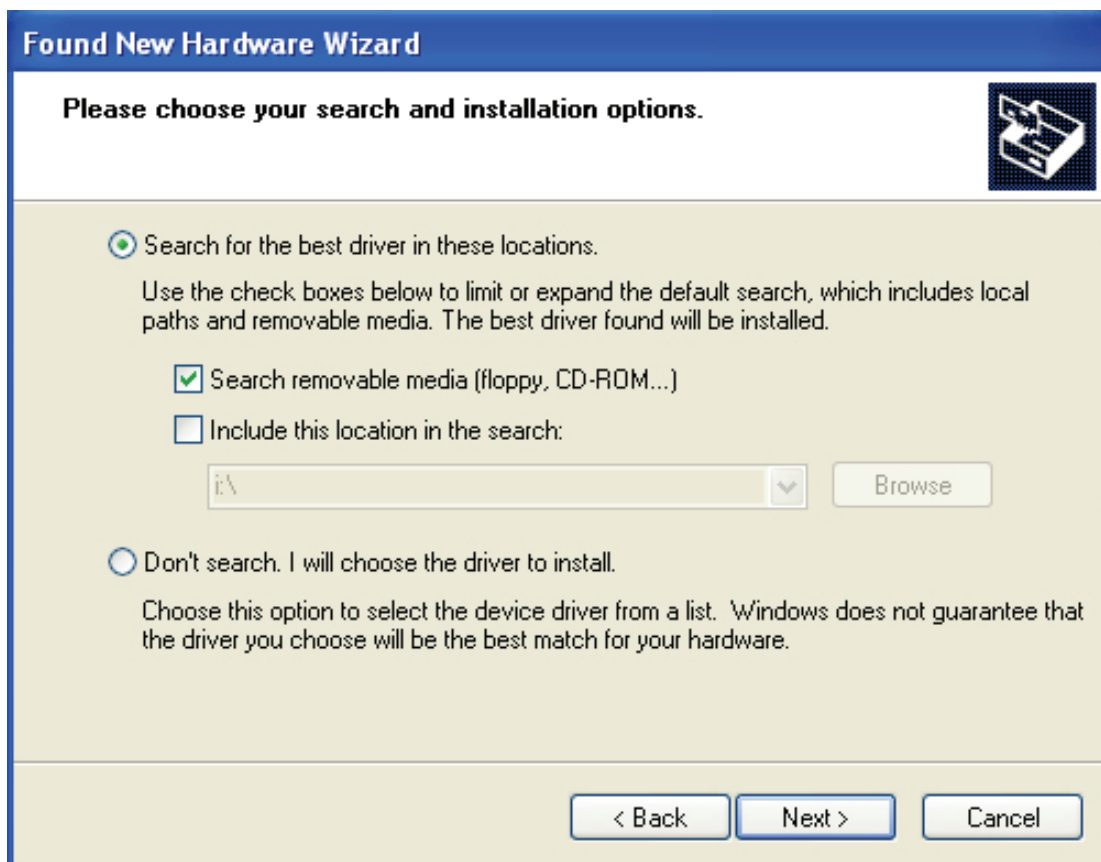 Found New Hardware Wizard
Please choose your search and installation options.
Search for the best driver in these locations.
Use the check boxes below to limit or expand the default search, which includes local
paths and removable media. The best driver found will be installed.
Search removable media (floppy, CD-ROM...)
Include this location in the search:
i:\
Browse
Don't search. I will choose the driver to install.
Choose this option to select the device driver from a list. Windows does not guarantee that
the driver you choose will be the best match for your hardware.
< Back
Next >
Cancel